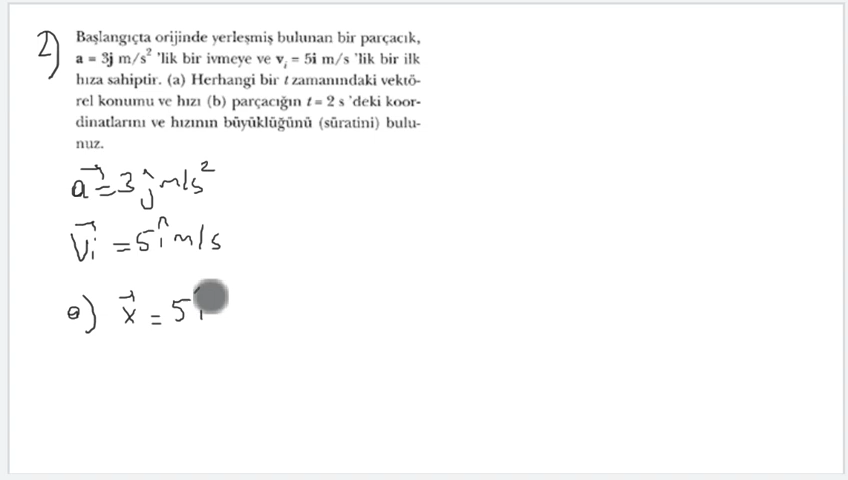 2) Başlangıçta orijinde yerleşmiş bulunan bir parçacık,
a = 3j m/s² 'lik bir ivmeye ve vᵢ = 5i m/s 'lik bir ilk
hıza sahiptir. (a) Herhangi bir t zamanındaki vektö-
rel konumu ve hızı (b) parçacığın t = 2 s 'deki koor-
dinatlarını ve hızının büyüklüğünü (süratini) bulu-
nuz.
a⃗ = 3ĵ m/s²
V⃗i = 5î m/s
a) x⃗ = 5i